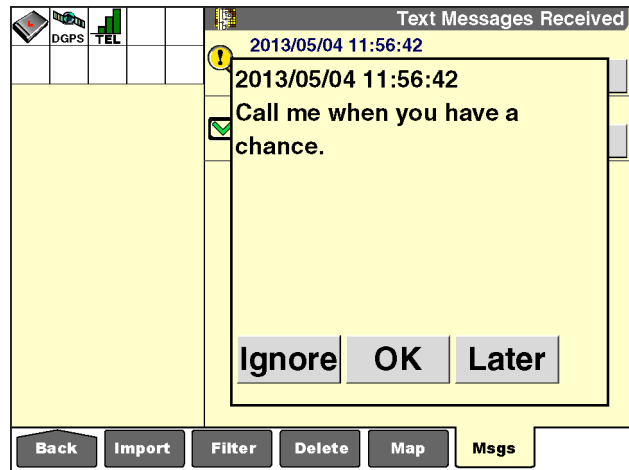 DGPS
TEL
Text Messages Received
2013/05/04 11:56:42
2013/05/04 11:56:42
Call me when you have a
chance.
Ignore OK Later
Back Import Filter Delete Map Msgs